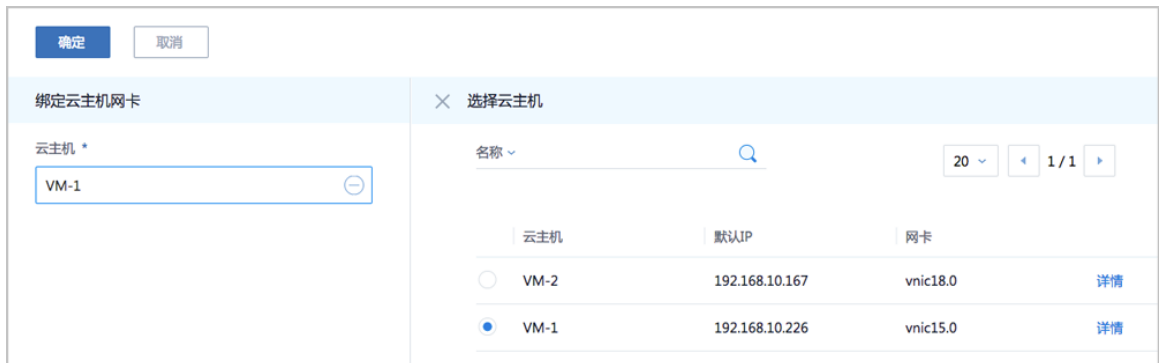 确定 取消
绑定云主机网卡
云主机 *
VM-1
选择云主机
名称
20 1 / 1
云主机 默认IP 网卡
VM-2 192.168.10.167 vnic18.0 详情
VM-1 192.168.10.226 vnic15.0 详情